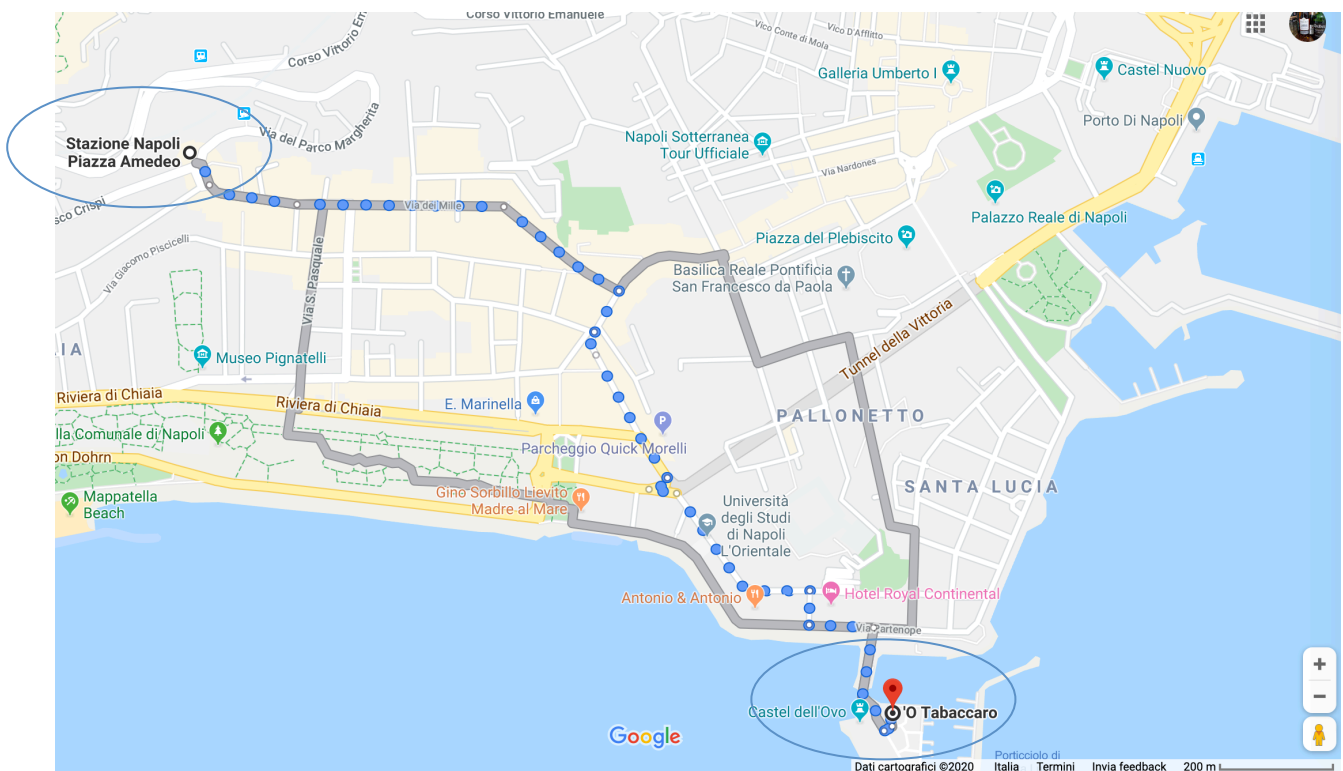 Corso Vittorio Emanuele
Corso Vittorio Em
Vico Conte di Mola
Vico D'Afflitto
Galleria Umberto I
Castel Nuovo
Porto Di Napoli
Via del Parco Margherita
Stazione Napoli
Piazza Amedeo
Napoli Sotterranea
Tour Ufficiale
Via Nardones
sco Crispi
Via dei Mille
Palazzo Reale di Napoli
Via Giacomo Piscicelli
Via S. Pasquale
Piazza del Plebiscito
Basilica Reale Pontificia
San Francesco da Paola
Tunnel della Vittoria
IA
Museo Pignatelli
Riviera di Chiaia
Riviera di Chiaia
E. Marinella
PALLONETTO
lla Comunale di Napoli
Parcheggio Quick Morelli
on Dohrn
Mappatella
Beach
Gino Sorbillo Lievito
Madre al Mare
SANTA LUCIA
Università
degli Studi
di Napoli
L'Orientale
Antonio & Antonio
Hotel Royal Continental
Via Partenope
Castel dell'Ovo
'O Tabaccaro
Google
Porticciolo di
Dati cartografici ©2020 Italia Termini Invia feedback 200 m